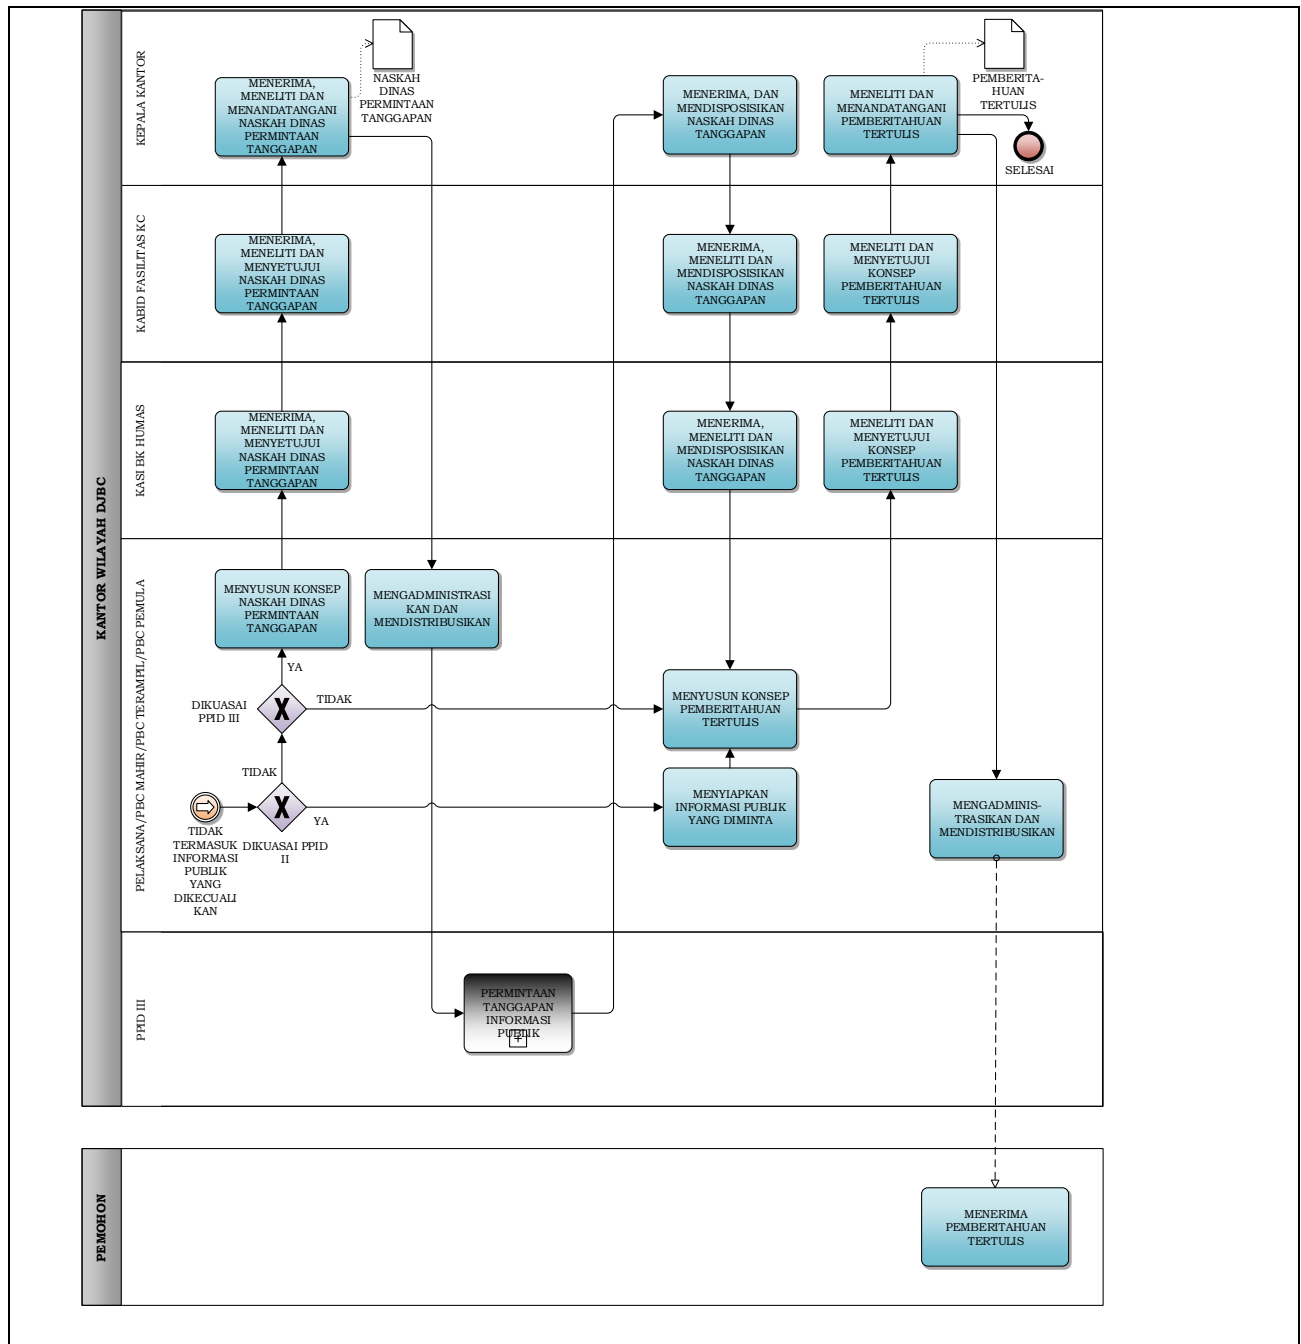 KANTOR WILAYAH DJBC
KEPALA KANTOR
MENERIMA,
MENELITI DAN
MENANDATANGANI
NASKAH DINAS
PERMINTAAN
TANGGAPAN
NASKAH
DINAS
PERMINTAAN
TANGGAPAN
MENERIMA, DAN
MENDISPOSISIKAN
NASKAH DINAS
TANGGAPAN
MENELITI DAN
MENANDATANGANI
PEMBERITAHUAN
TERTULIS
PEMBERITA-
HUAN
TERTULIS
SELESAI
KABID FASILITAS KC
MENERIMA,
MENELITI DAN
MENYETUJUI
NASKAH DINAS
PERMINTAAN
TANGGAPAN
MENERIMA,
MENELITI DAN
MENDISPOSISIKAN
NASKAH DINAS
TANGGAPAN
MENELITI DAN
MENYETUJUI
KONSEP
PEMBERITAHUAN
TERTULIS
KASI BK HUMAS
MENERIMA,
MENELITI DAN
MENYETUJUI
NASKAH DINAS
PERMINTAAN
TANGGAPAN
MENERIMA,
MENELITI DAN
MENDISPOSISIKAN
NASKAH DINAS
TANGGAPAN
MENELITI DAN
MENYETUJUI
KONSEP
PEMBERITAHUAN
TERTULIS
PELAKSANA/PBC MAHIR/PBC TERAMPIL/PBC PEMULA
MENYUSUN KONSEP
NASKAH DINAS
PERMINTAAN
TANGGAPAN
MENGADMINISTRASI
KAN DAN
MENDISTRIBUSIKAN
YA
DIKUASAI
PPID III
TIDAK
MENYUSUN KONSEP
PEMBERITAHUAN
TERTULIS
TIDAK
YA
TIDAK
TERMASUK
INFORMASI
PUBLIK
YANG
DIKECUALI
KAN
DIKUASAI PPID
II
MENYIAPKAN
INFORMASI PUBLIK
YANG DIMINTA
MENGADMINIS-
TRASIKAN DAN
MENDISTRIBUSIKAN
PPID III
PERMINTAAN
TANGGAPAN
INFORMASI
PUBLIK
PEMOHON
MENERIMA
PEMBERITAHUAN
TERTULIS